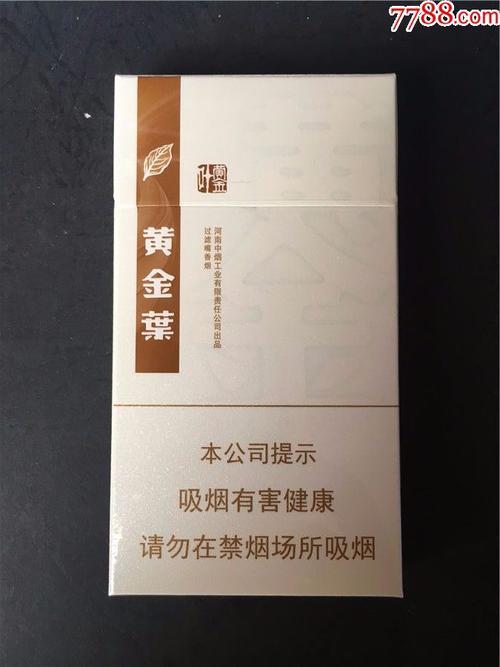 7788.com
黄金葉
黄金叶
河南中烟工业有限责任公司出品
过滤嘴香烟
本公司提示
吸烟有害健康
请勿在禁烟场所吸烟